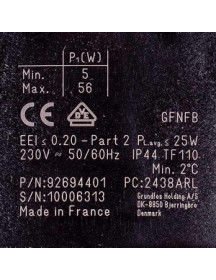 P₁(W)
Min. 5
Max. 56
GFNFB
CE
EEI ≤ 0.20 - Part 2 PL,avg. ≤ 25W
230V ~ 50/60Hz IP44 TF110
Min. 2°C
P/N:92694401 PC:2438ARL
S/N:10006313 Grundfos Holding A/S
DK-8850 Bjerringbro
Made in France Denmark